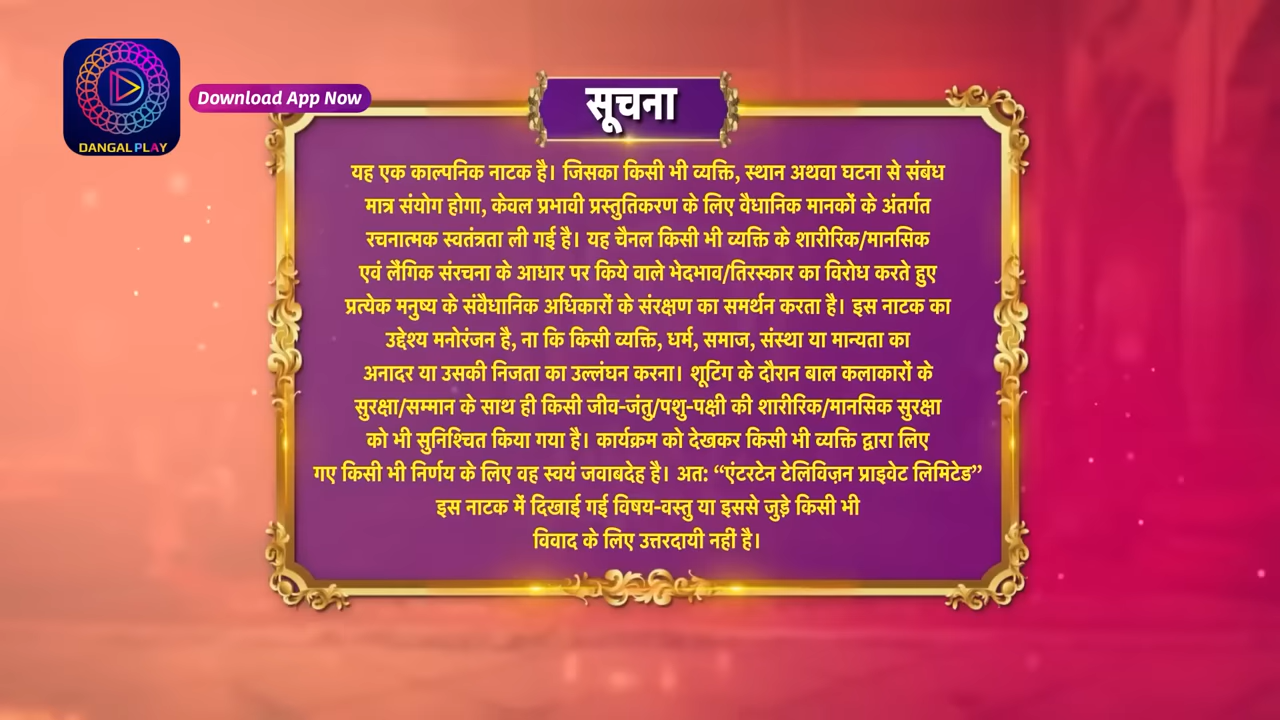 DANGAL PLAY
Download App Now
सूचना
यह एक काल्पनिक नाटक है। जिसका किसी भी व्यक्ति, स्थान अथवा घटना से संबंध
मात्र संयोग होगा, केवल प्रभावी प्रस्तुतिकरण के लिए वैधानिक मानकों के अंतर्गत
रचनात्मक स्वतंत्रता ली गई है। यह चैनल किसी भी व्यक्ति के शारीरिक/मानसिक
एवं लैंगिक संरचना के आधार पर किये वाले भेदभाव/तिरस्कार का विरोध करते हुए
प्रत्येक मनुष्य के संवैधानिक अधिकारों के संरक्षण का समर्थन करता है। इस नाटक का
उद्देश्य मनोरंजन है, ना कि किसी व्यक्ति, धर्म, समाज, संस्था या मान्यता का
अनादर या उसकी निजता का उल्लंघन करना। शूटिंग के दौरान बाल कलाकारों के
सुरक्षा/सम्मान के साथ ही किसी जीव-जंतु/पशु-पक्षी की शारीरिक/मानसिक सुरक्षा
को भी सुनिश्चित किया गया है। कार्यक्रम को देखकर किसी भी व्यक्ति द्वारा लिए
गए किसी भी निर्णय के लिए वह स्वयं जवाबदेह है। अत: “एंटरटेन टेलिविज़न प्राइवेट लिमिटेड”
इस नाटक में दिखाई गई विषय-वस्तु या इससे जुड़े किसी भी
विवाद के लिए उत्तरदायी नहीं है।